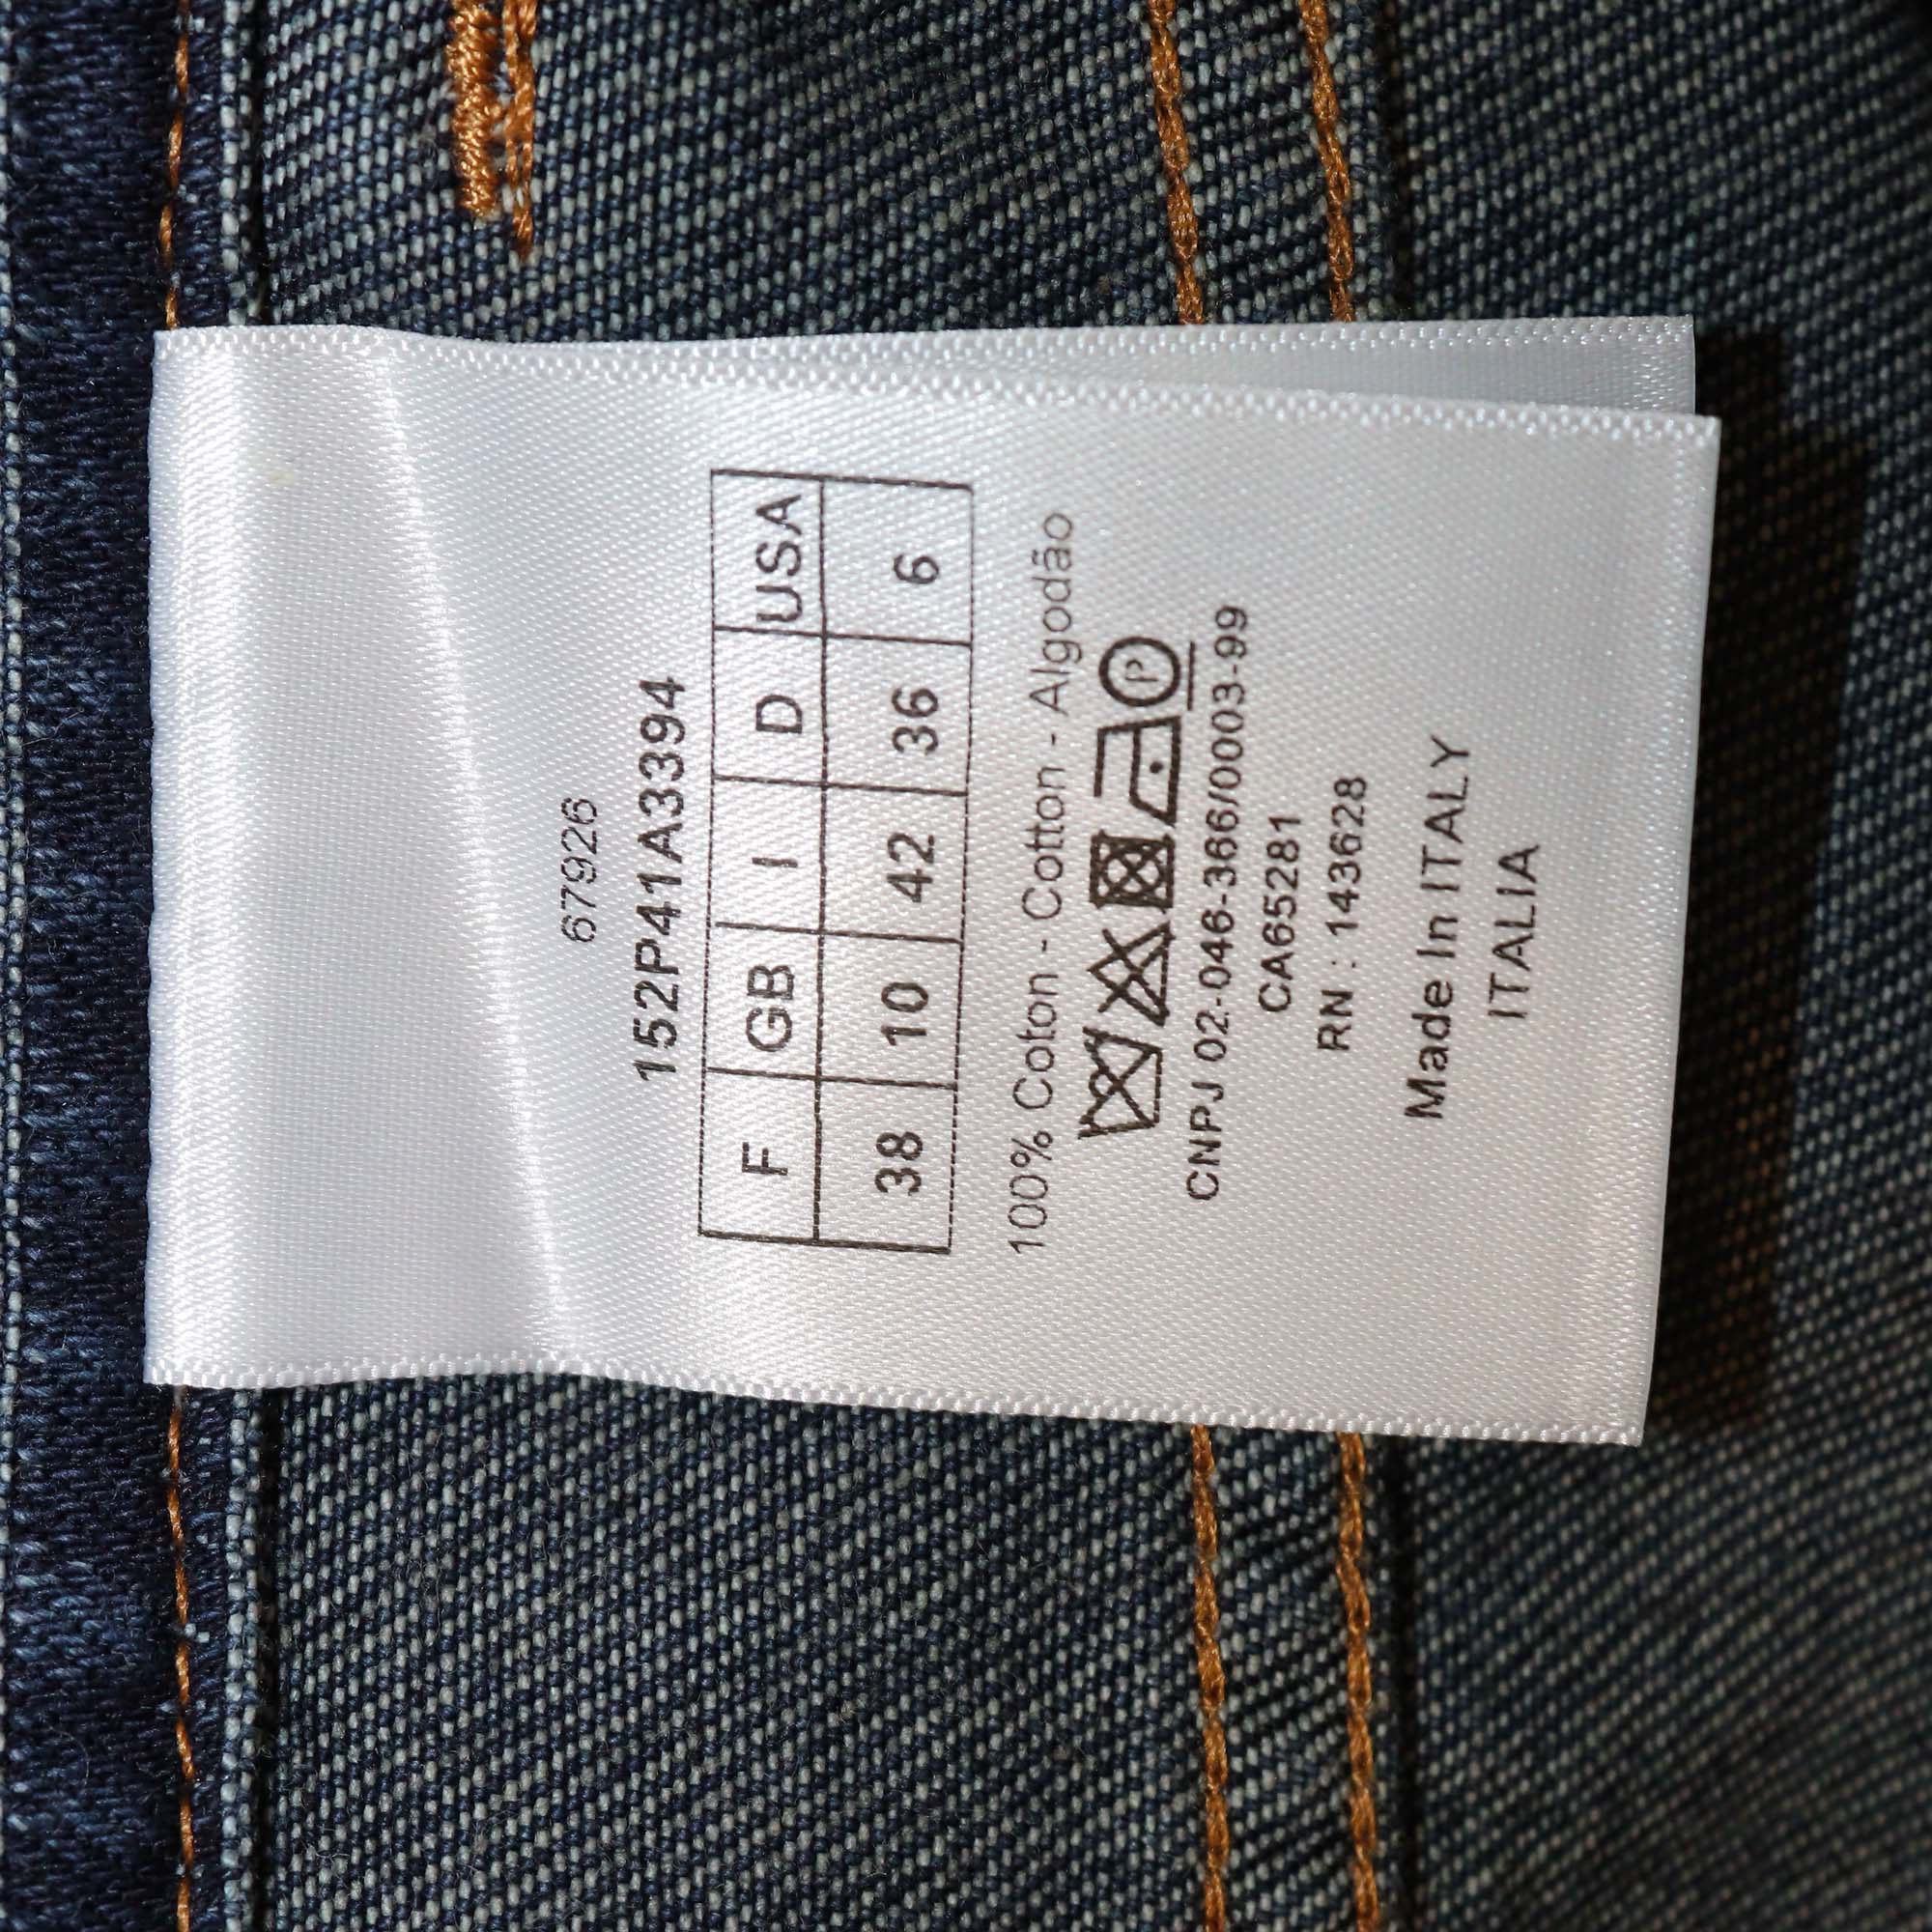 67926
152P41A3394
F GB I D USA
38 10 42 36 6
100% Coton - Cotton - Algodão
P
CNPJ 02-046-366/0003-99
CA65281
RN : 143628
Made In ITALY
ITALIA